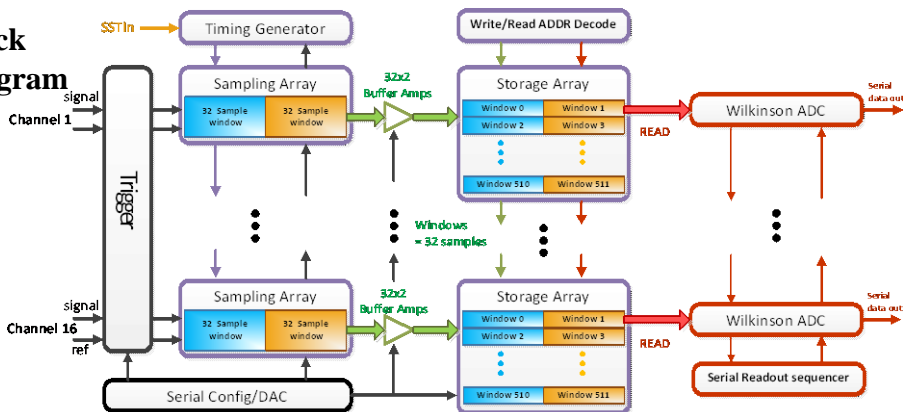 ck
gram
SSTin
Timing Generator
Write/Read ADDR Decode
signal
Channel 1
Trigger
Sampling Array
32 Sample
window
32 Sample
window
32x2
Buffer Amps
Storage Array
Window 0
Window 1
Window 2
Window 3
Window 510
Window 511
READ
Wilkinson ADC
Serial
data out
Windows
= 32 samples
signal
Channel 16
ref
Sampling Array
32 Sample
window
32 Sample
window
32x2
Buffer Amps
Storage Array
Window 0
Window 1
Window 2
Window 3
Window 510
Window 511
READ
Wilkinson ADC
Serial
data out
Serial Readout sequencer
Serial Config/DAC